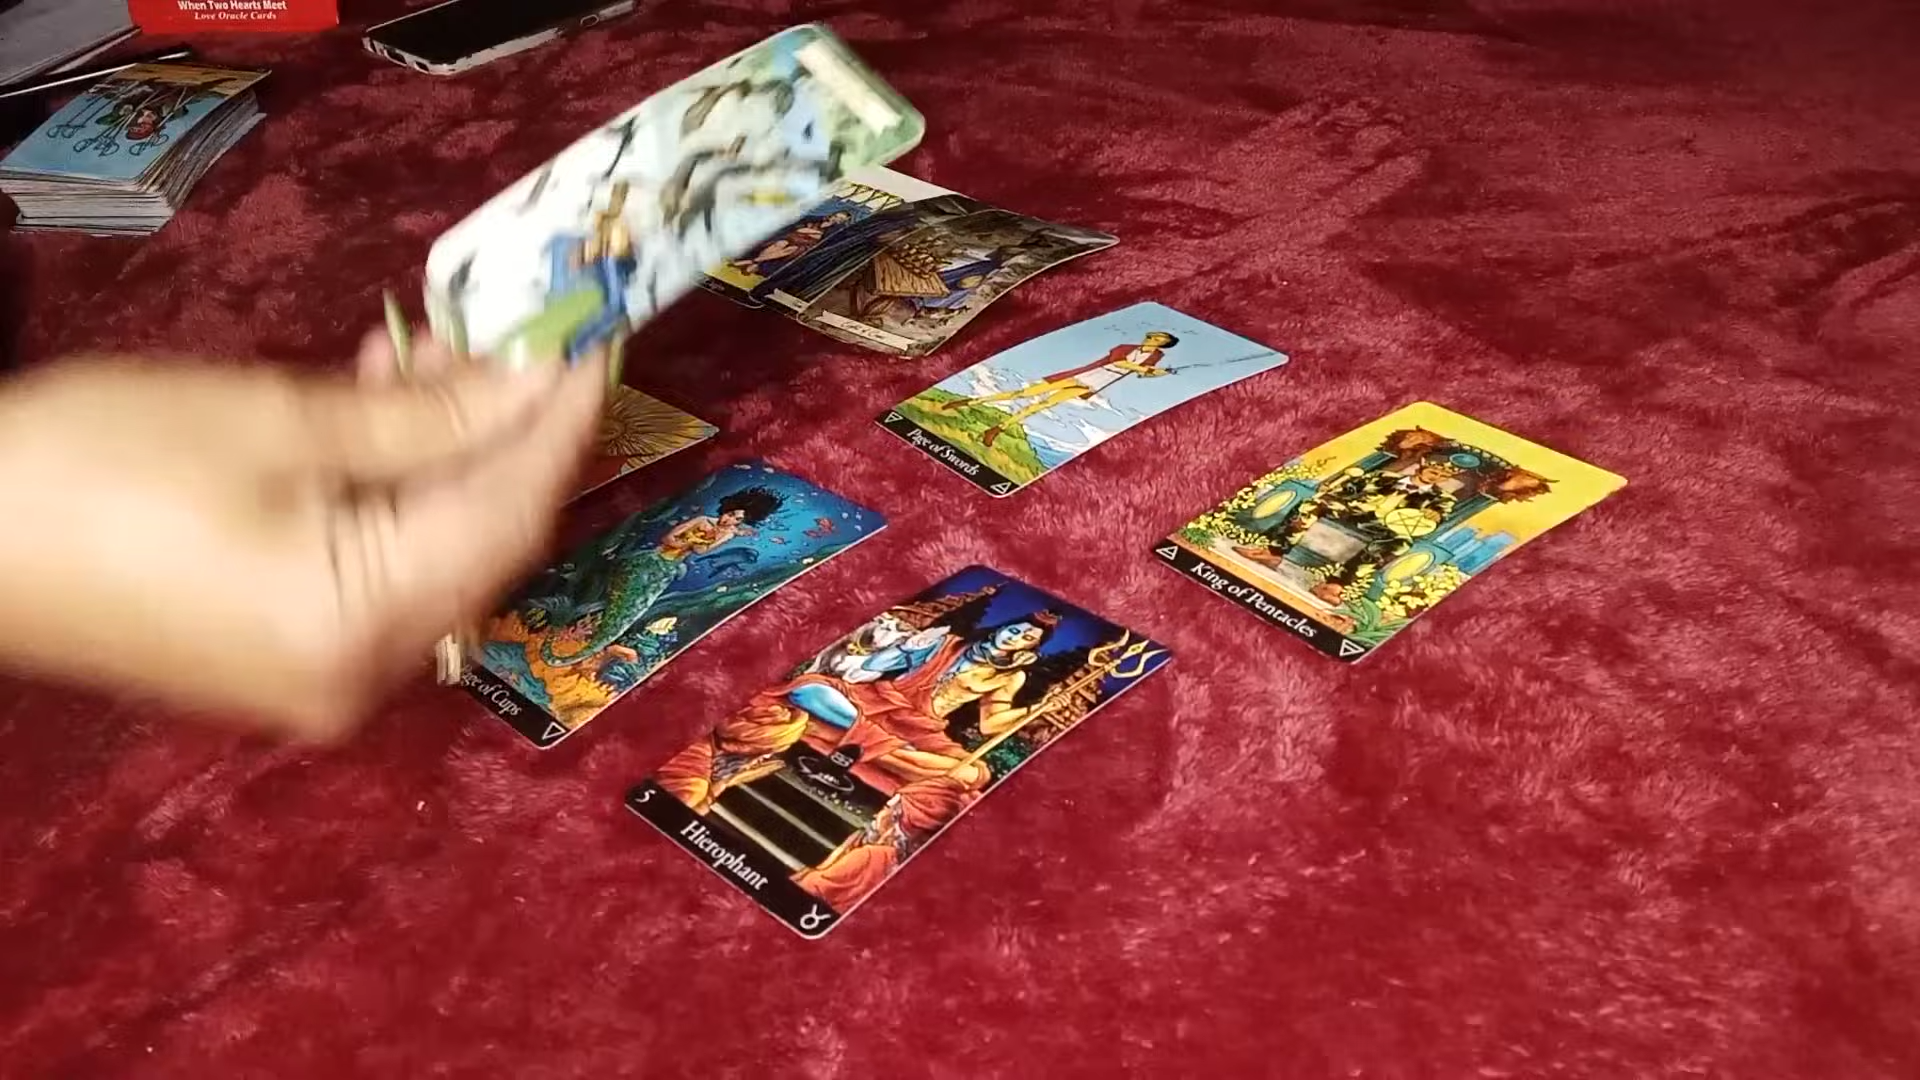 When Two Hearts Meet
Love Oracle Cards
Page of Swords
King of Pentacles
of Cups
5
Hierophant